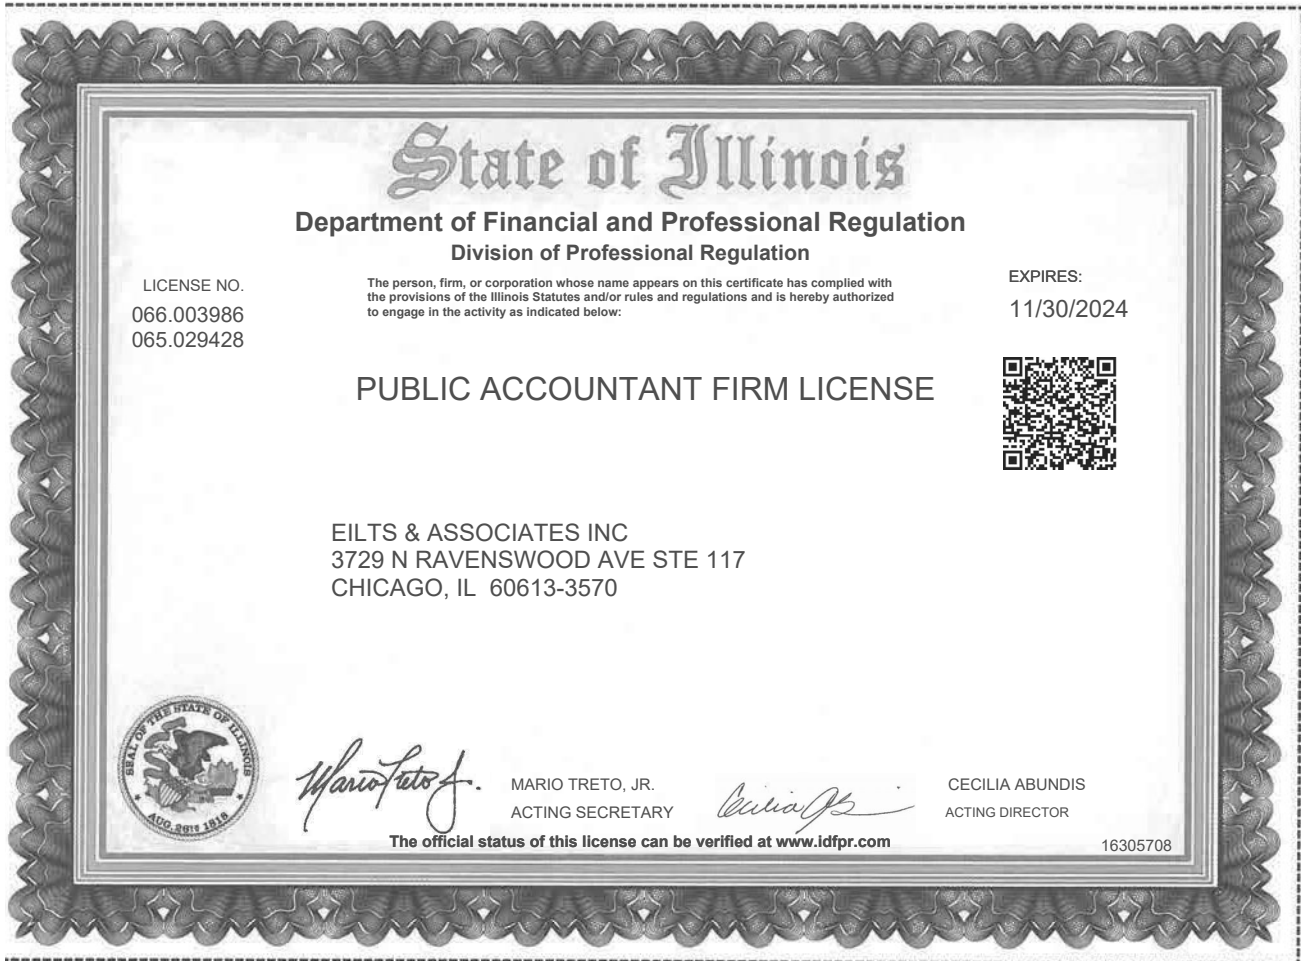 State of Illinois
Department of Financial and Professional Regulation
Division of Professional Regulation
LICENSE NO.
066.003986
065.029428
The person, firm, or corporation whose name appears on this certificate has complied with
the provisions of the Illinois Statutes and/or rules and regulations and is hereby authorized
to engage in the activity as indicated below:
EXPIRES:
11/30/2024
PUBLIC ACCOUNTANT FIRM LICENSE
EILTS & ASSOCIATES INC
3729 N RAVENSWOOD AVE STE 117
CHICAGO, IL 60613-3570
SEAL OF THE STATE OF ILLINOIS
AUG. 26TH 1818
Mario Treto Jr.
MARIO TRETO, JR.
ACTING SECRETARY
CECILIA ABUNDIS
ACTING DIRECTOR
The official status of this license can be verified at www.idfpr.com
16305708